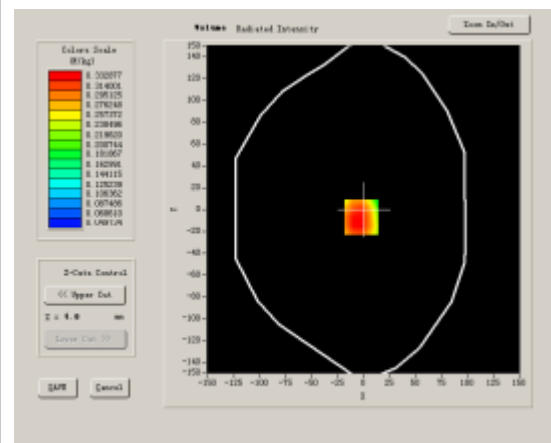 Volume Radiated Intensity
Zoom In/Out
Colors Scale
(W/kg)
0.332877
0.314001
0.295125
0.276248
0.257372
0.238496
0.219620
0.200744
0.181867
0.162991
0.144115
0.125239
0.106362
0.087486
0.068610
Z-Cuts Control
<< Upper Cut
Z = 4.0 mm
Lower Cut >>
SAVE
Cancel
150
140
120
100
80
60
40
20
0
-20
-40
-60
-80
-100
-120
-140
-150
Y
-150 -125 -100 -75 -50 -25 0 25 50 75 100 125 150
X